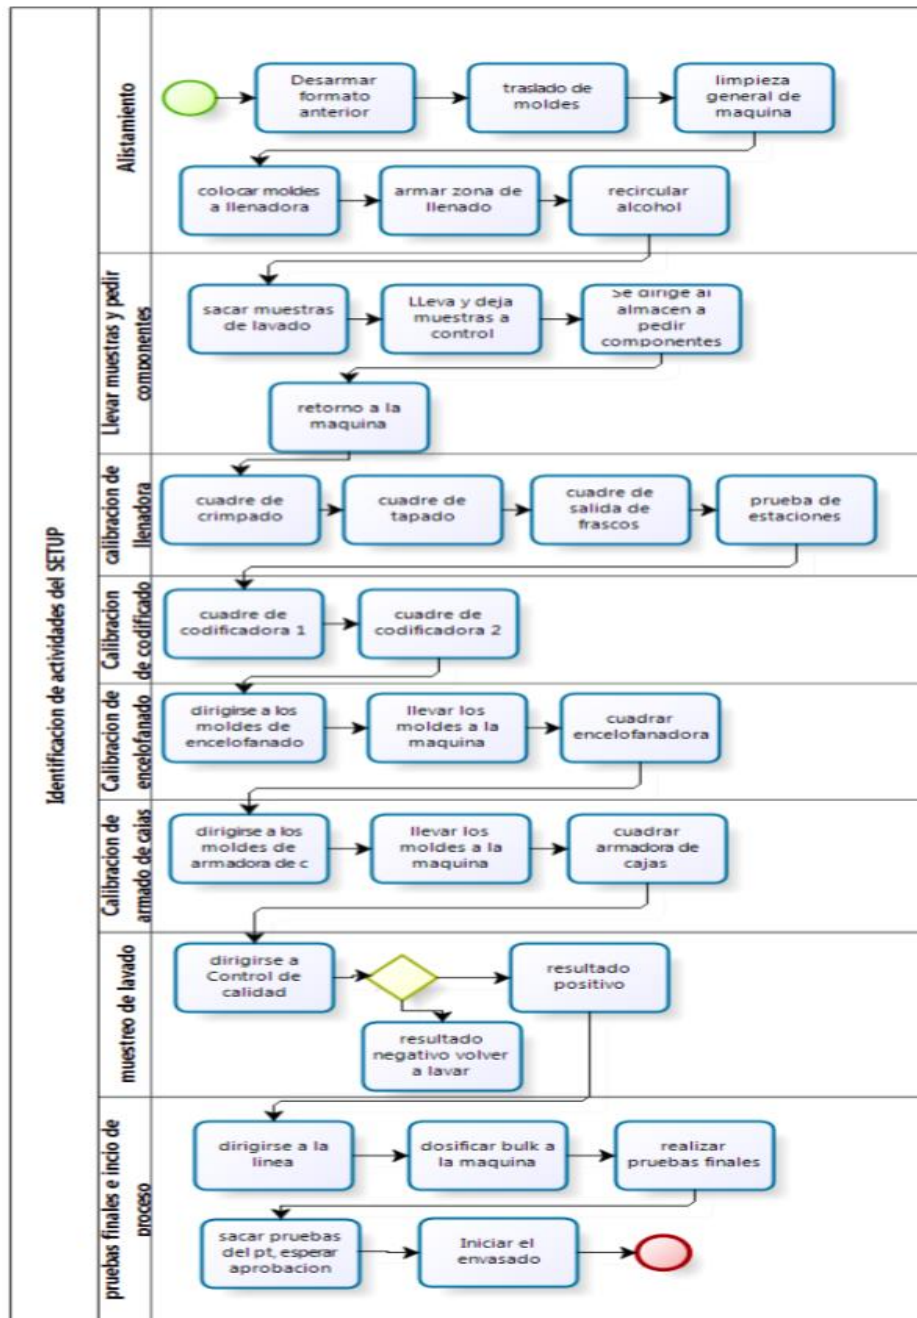 Identificacion de actividades del SETUP
Alistamiento
Desarmar
formato
anterior
traslado de
moldes
limpieza
general de
maquina
colocar moldes
a llenadora
armar zona de
llenado
recircular
alcohol
Llevar muestras y pedir
componentes
sacar muestras
de lavado
LLeva y deja
muestras a
control
Se dirige al
almacen a
pedir
componentes
retorno a la
maquina
calibracion de
llenadora
cuadre de
crimpado
cuadre de
tapado
cuadre de
salida de
frascos
prueba de
estaciones
Calibracion
de codificado
cuadre de
codificadora 1
cuadre de
codificadora 2
Calibracion de
encelofanado
dirigirse a los
moldes de
encelofanado
llevar los
moldes a la
maquina
cuadrar
encelofanadora
Calibracion de
armado de cajas
dirigirse a los
moldes de
armadora de c
llevar los
moldes a la
maquina
cuadrar
armadora de
cajas
muestreo de lavado
dirigirse a
Control de
calidad
resultado
positivo
resultado
negativo volver
a lavar
pruebas finales e incio de
proceso
dirigirse a la
linea
dosificar bulk a
la maquina
realizar
pruebas finales
sacar pruebas
del pt, esperar
aprobacion
Iniciar el
envasado